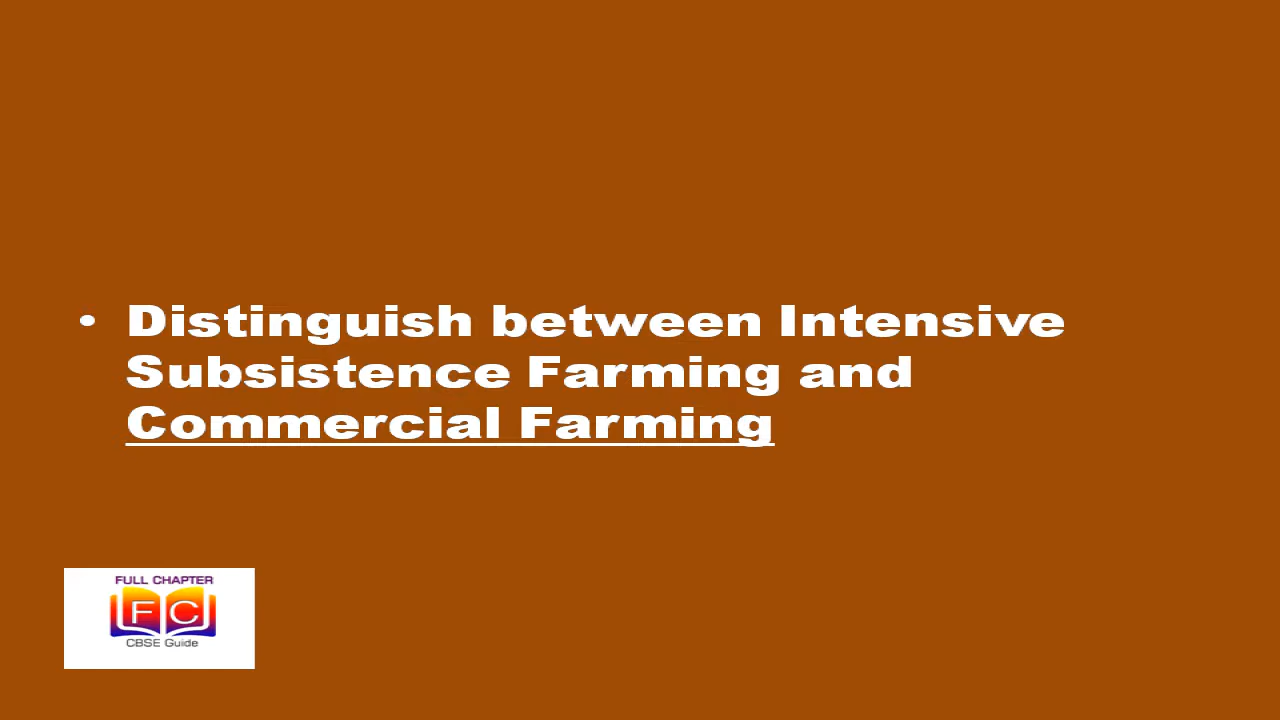 • Distinguish between Intensive
Subsistence Farming and
Commercial Farming
FULL CHAPTER
FC
CBSE Guide